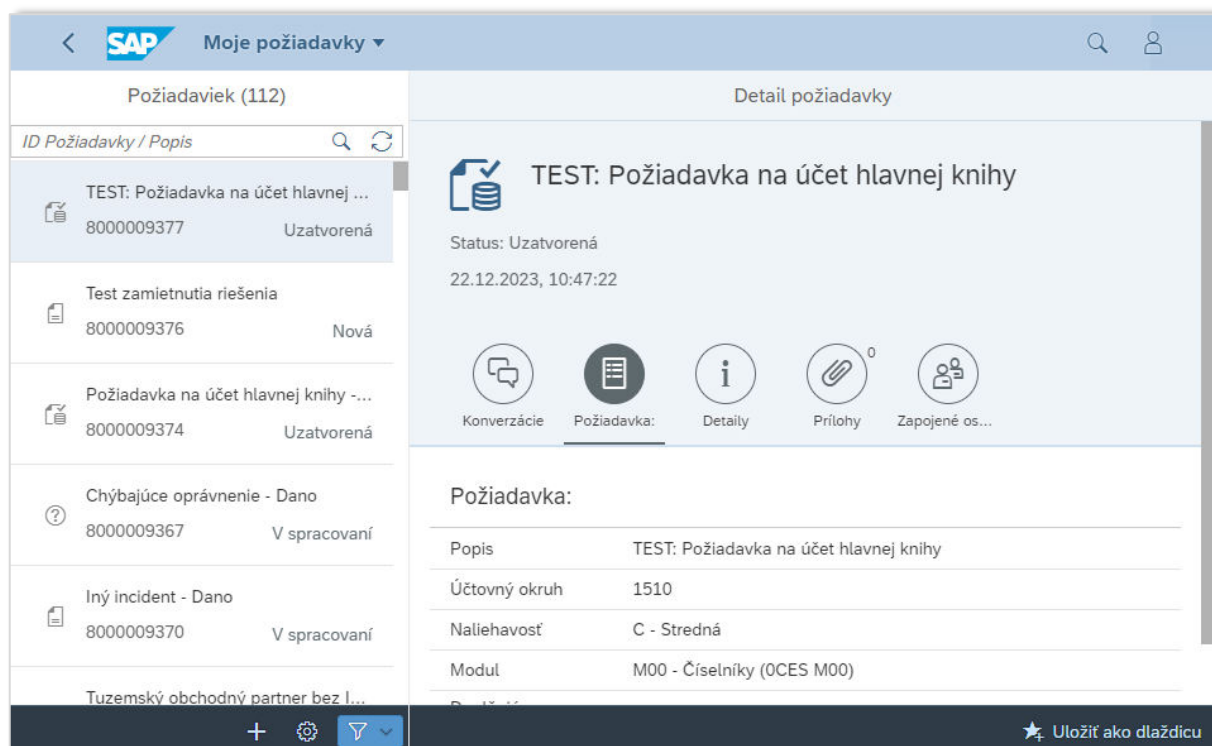 SAP Moje požiadavky
Požiadaviek (112)
ID Požiadavky / Popis
TEST: Požiadavka na účet hlavnej ...
8000009377 Uzatvorená
Test zamietnutia riešenia
8000009376 Nová
Požiadavka na účet hlavnej knihy -...
8000009374 Uzatvorená
Chýbajúce oprávnenie - Dano
8000009367 V spracovaní
Iný incident - Dano
8000009370 V spracovaní
Tuzemský obchodný partner bez I...
Detail požiadavky
TEST: Požiadavka na účet hlavnej knihy
Status: Uzatvorená
22.12.2023, 10:47:22
0
Konverzácie Požiadavka: Detaily Prílohy Zapojené os...
Požiadavka:
Popis TEST: Požiadavka na účet hlavnej knihy
Účtovný okruh 1510
Naliehavosť C - Stredná
Modul M00 - Číselníky (0CES M00)
Uložiť ako dlaždicu